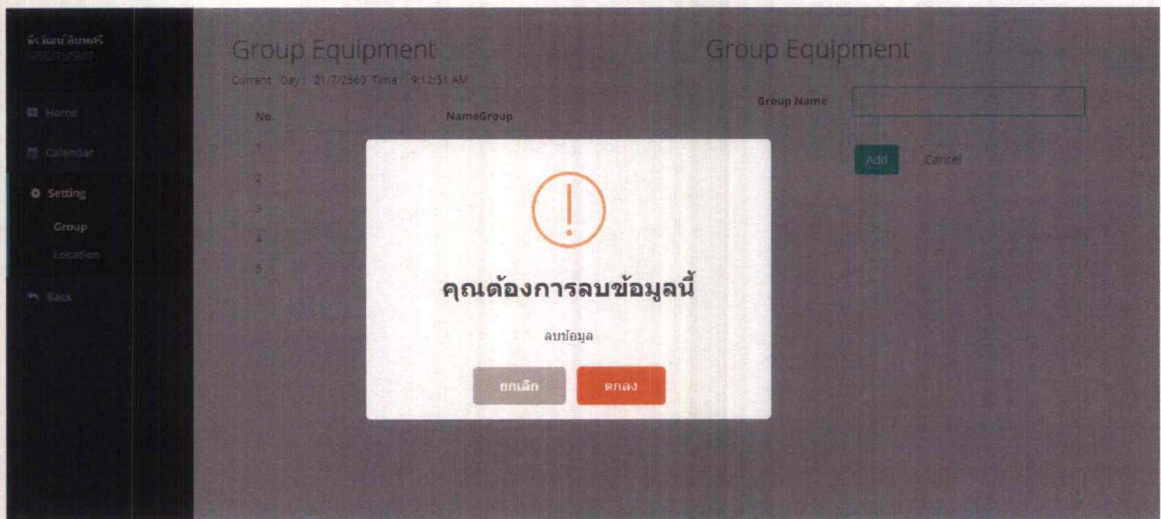 Group Equipment
Current Day : 21/7/2560 Time : 9:12:51 AM
No. NameGroup
1
2
3
4
5
Group Equipment
Group Name
Add Cancel
Home
Calendar
Setting
Group
Location
Back
คุณต้องการลบข้อมูลนี้
ลบข้อมูล
ยกเลิก ตกลง